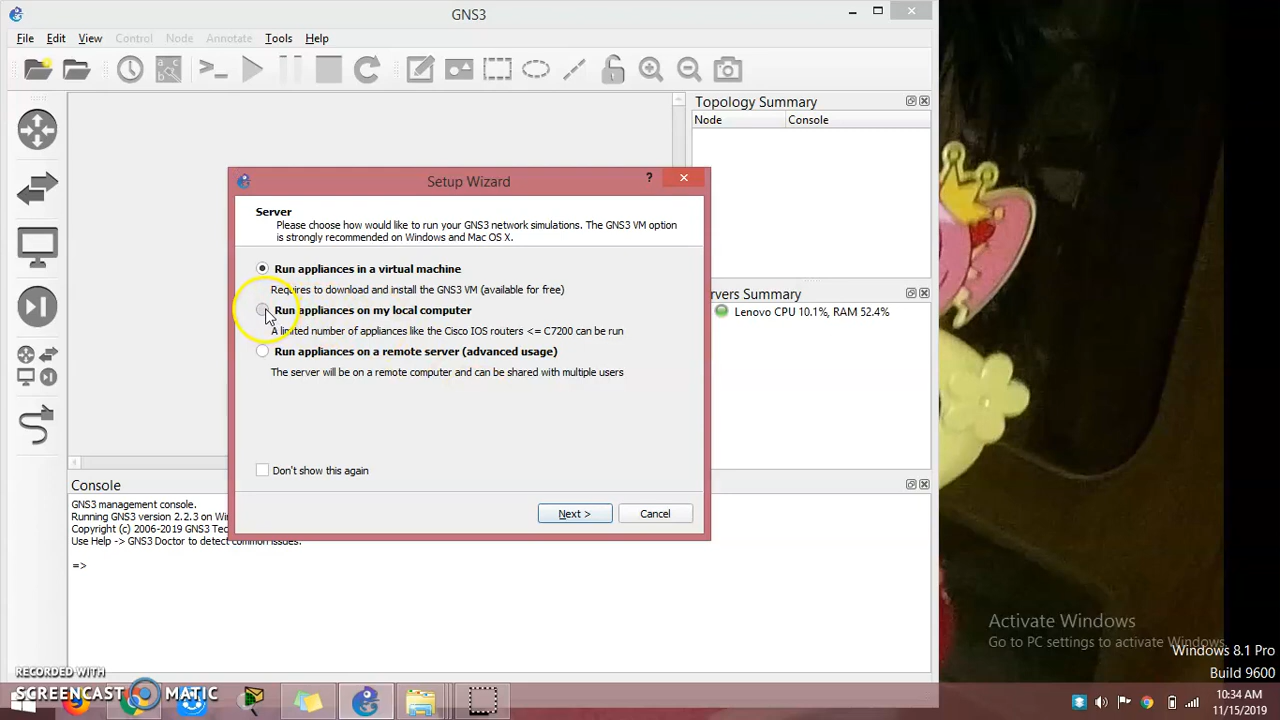 GNS3
File Edit View Control Node Annotate Tools Help
Topology Summary
Node Console
Setup Wizard
?
Server
Please choose how would like to run your GNS3 network simulations. The GNS3 VM option
is strongly recommended on Windows and Mac OS X.
Run appliances in a virtual machine
Requires to download and install the GNS3 VM (available for free)
Run appliances on my local computer
A limited number of appliances like the Cisco IOS routers <= C7200 can be run
Run appliances on a remote server (advanced usage)
The server will be on a remote computer and can be shared with multiple users
Don't show this again
Next > Cancel
rvers Summary
Lenovo CPU 10.1%, RAM 52.4%
Console
GNS3 management console.
Running GNS3 version 2.2.3 on Wi
Copyright (c) 2006-2019 GNS3 Tec
Use Help -> GNS3 Doctor to detect common issues.
=>
Activate Windows
Go to PC settings to activate Windows.
Windows 8.1 Pro
Build 9600
RECORDED WITH
SCREENCAST MATIC
10:34 AM
11/15/2019